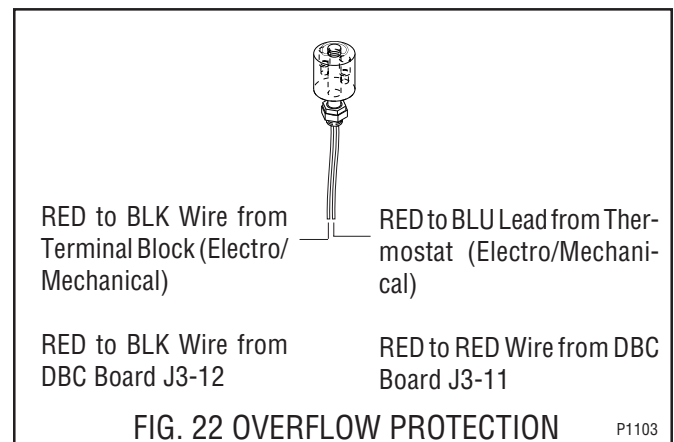 RED to BLK Wire from
Terminal Block (Electro/
Mechanical)
RED to BLU Lead from Ther-
mostat (Electro/Mechani-
cal)
RED to BLK Wire from
DBC Board J3-12
RED to RED Wire from DBC
Board J3-11
FIG. 22 OVERFLOW PROTECTION
P1103